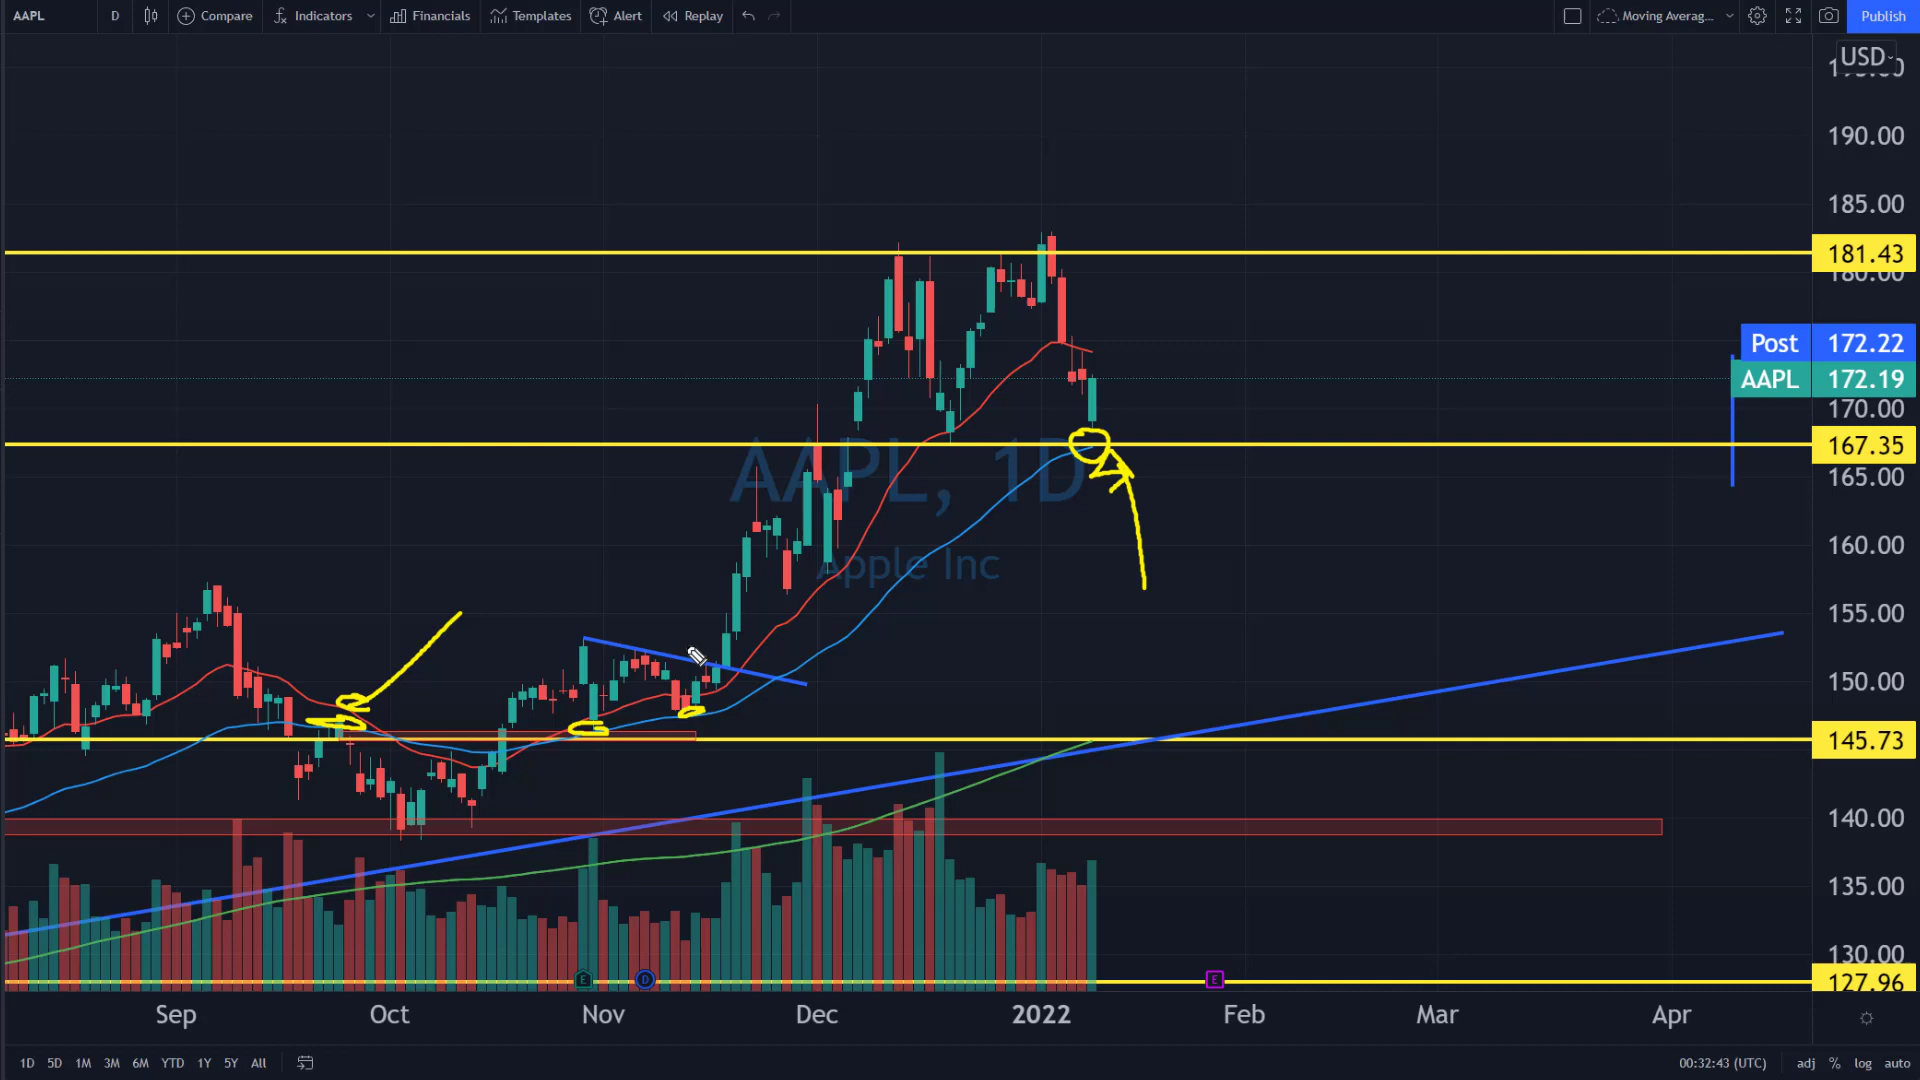 AAPL D Compare Indicators Financials Templates Alert Replay Moving Averag... Publish
USD
190.00
185.00
181.43
Post 172.22
AAPL 172.19
170.00
167.35
165.00
AAPL, 1D
160.00
Apple Inc
155.00
150.00
145.73
140.00
135.00
130.00
E D E
127.96
Sep Oct Nov Dec 2022 Feb Mar Apr
1D 5D 1M 3M 6M YTD 1Y 5Y All 00:32:43 (UTC) adj % log auto